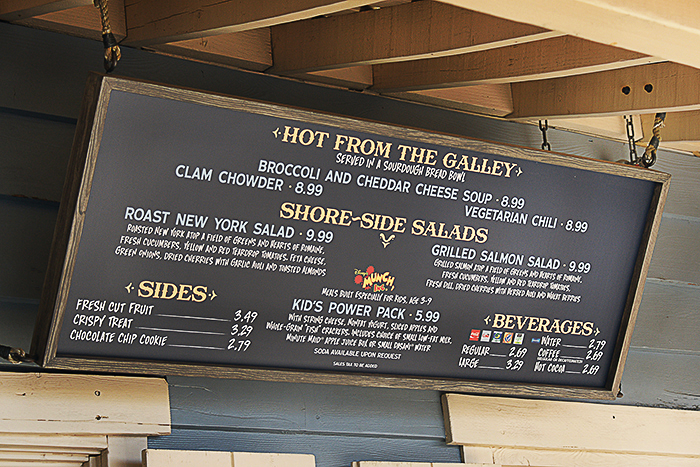 HOT FROM THE GALLEY
SERVED IN A SOURDOUGH BREAD BOWL
BROCCOLI AND CHEDDAR CHEESE SOUP · 8.99
CLAM CHOWDER · 8.99
VEGETARIAN CHILI · 8.99
SHORE-SIDE SALADS
ROAST NEW YORK SALAD · 9.99
ROASTED NEW YORK ATOP A FIELD OF GREENS AND HEARTS OF ROMAINE,
FRESH CUCUMBERS, YELLOW AND RED TEARDROP TOMATOES, FETA CHEESE,
GREEN ONIONS, DRIED CHERRIES WITH GARLIC AIOLI AND TOASTED ALMONDS
GRILLED SALMON SALAD · 9.99
GRILLED SALMON ATOP A FIELD OF GREENS AND HEARTS OF ROMAINE,
FRESH CUCUMBERS, YELLOW AND RED TEARDROP TOMATOES,
FRESH DILL, DRIED CHERRIES WITH HERBED AIOLI AND WHEAT BERRIES
Disney
MUNCH BOX
MEALS BUILT ESPECIALLY FOR KIDS, AGE 3-9
KID'S POWER PACK · 5.99
WITH STRING CHEESE, NONFAT YOGURT, SLICED APPLES AND
WHOLE-GRAIN "FISH" CRACKERS. INCLUDES CHOICE OF SMALL LOW-FAT MILK,
MINUTE MAID® APPLE JUICE BOX OR SMALL DASANI® WATER
SODA AVAILABLE UPON REQUEST
SALES TAX TO BE ADDED
SIDES
FRESH CUT FRUIT 3.49
CRISPY TREAT 3.29
CHOCOLATE CHIP COOKIE 2.79
BEVERAGES
REGULAR 2.69
LARGE 3.29
WATER 2.79
COFFEE 2.69
REGULAR OR DECAFFEINATED
HOT COCOA 2.69